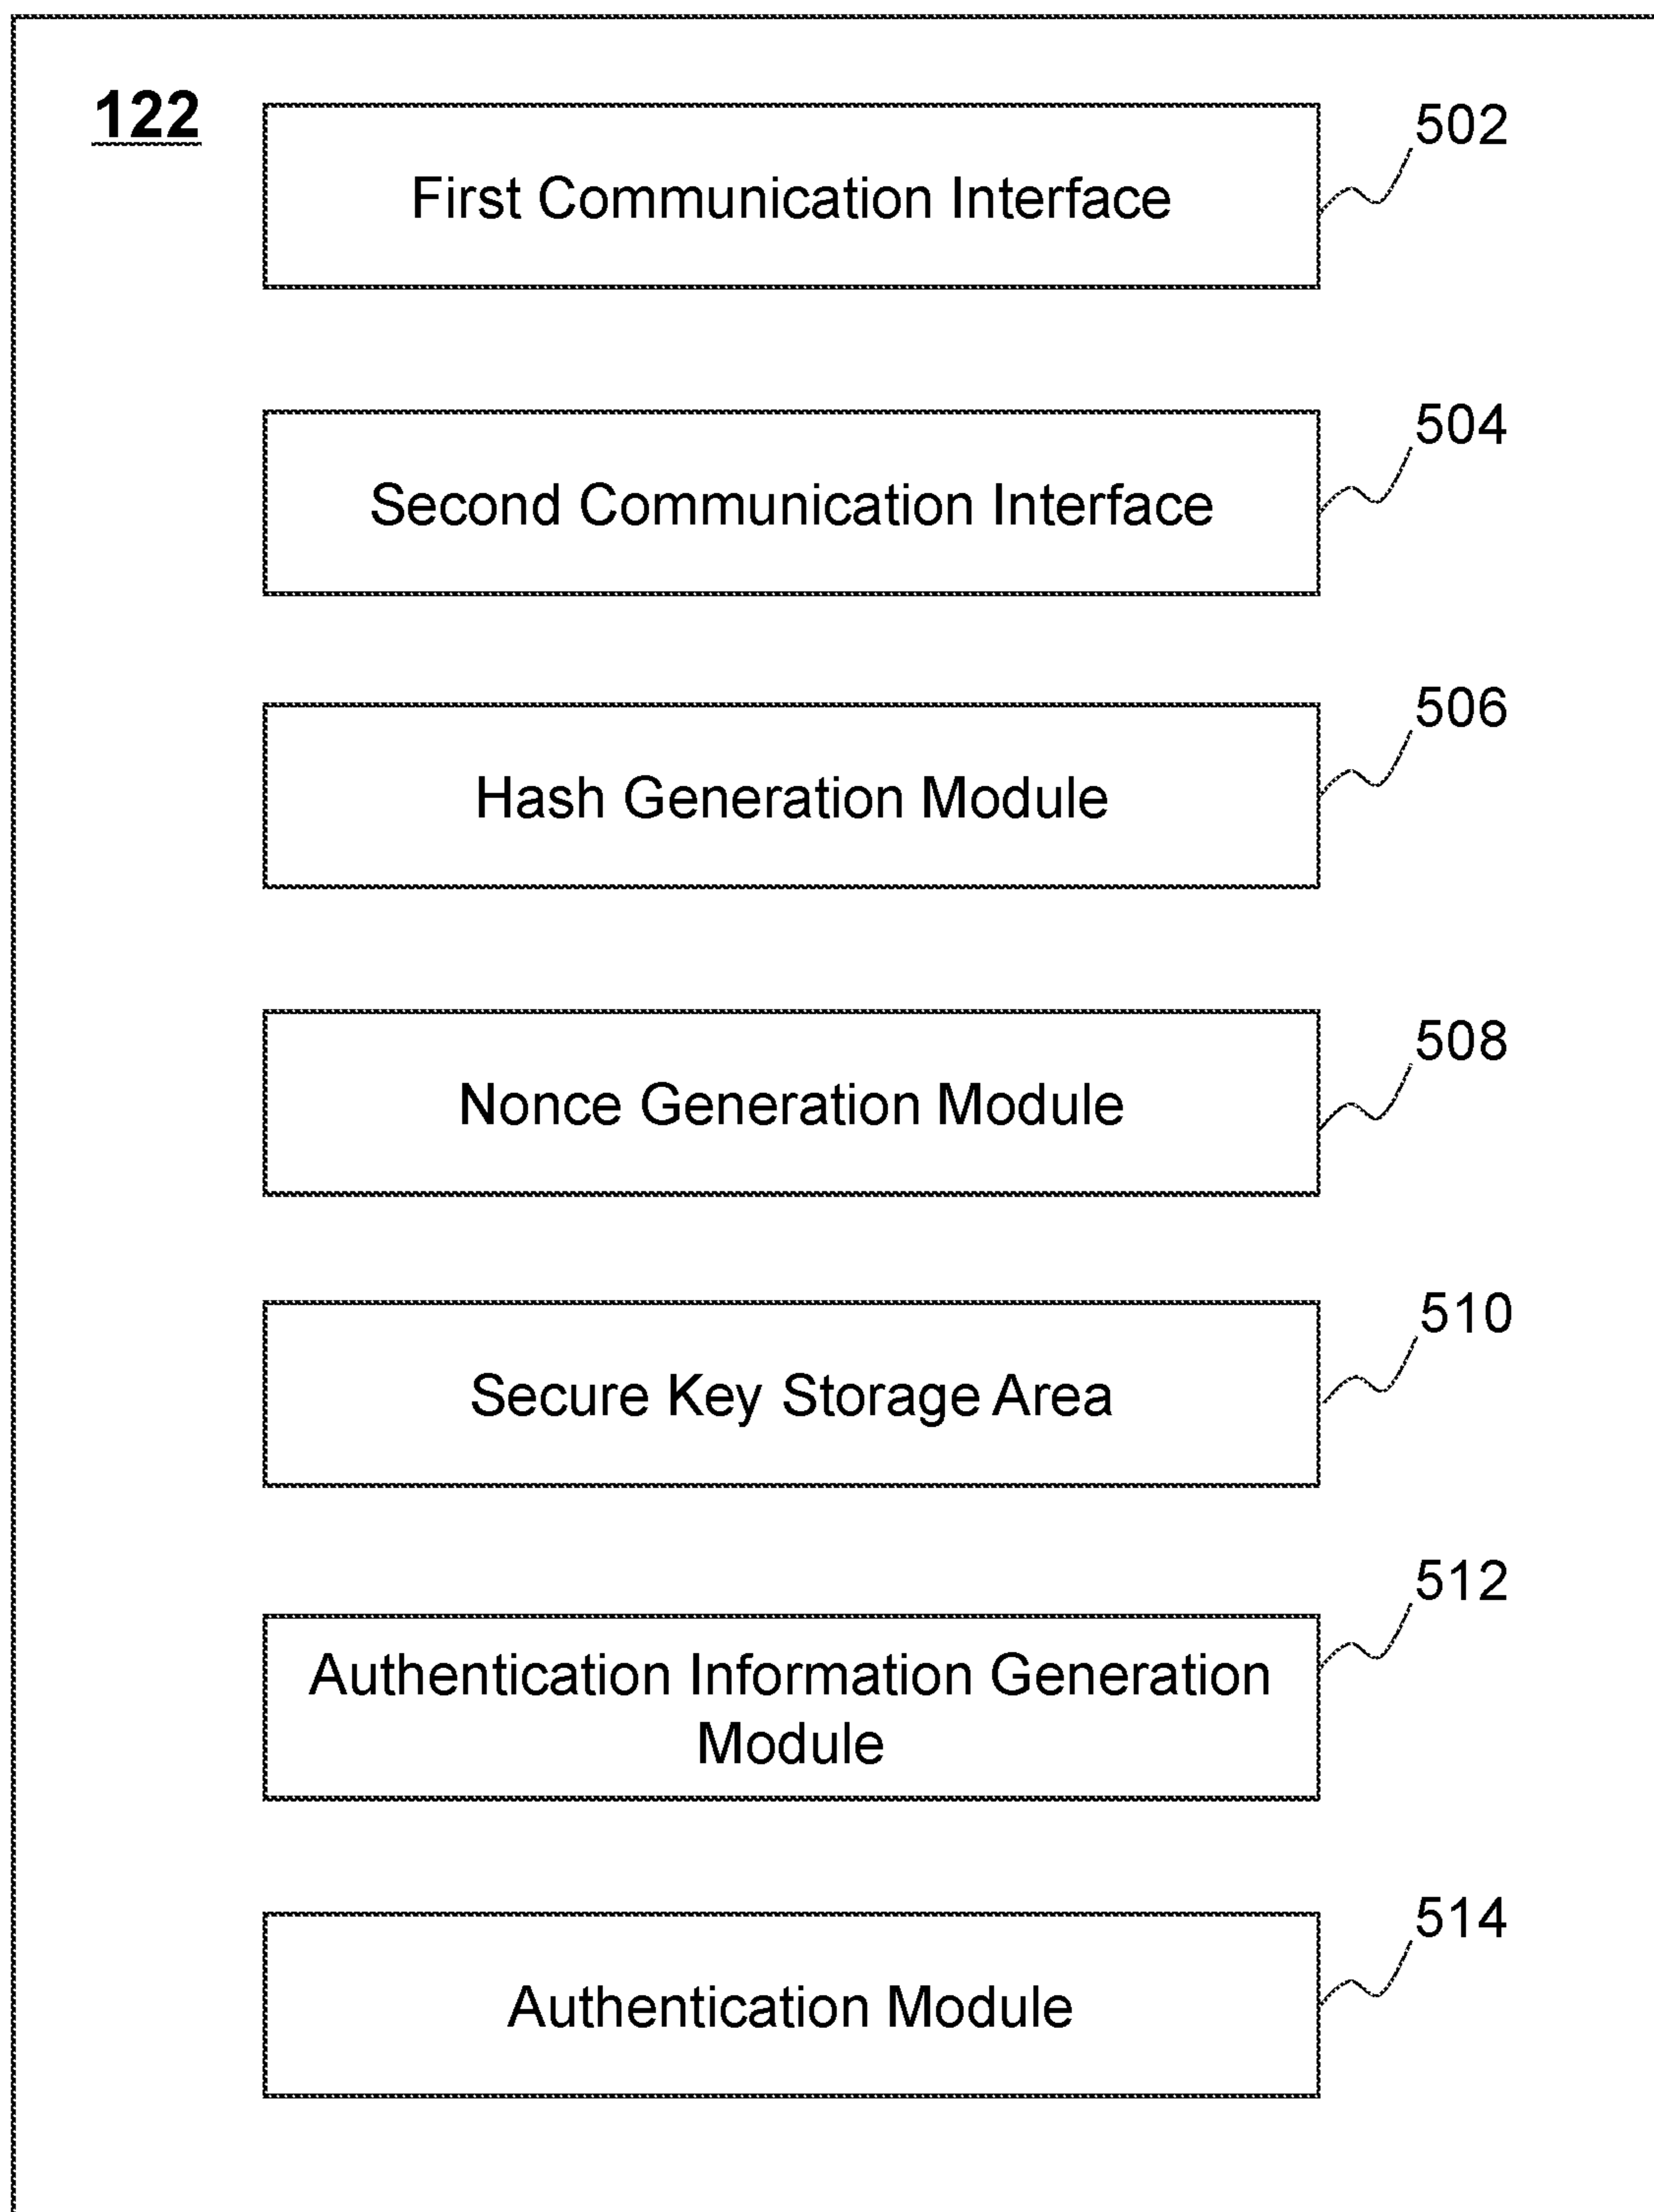 122
First Communication Interface
502
Second Communication Interface
504
Hash Generation Module
506
Nonce Generation Module
508
Secure Key Storage Area
510
Authentication Information Generation
Module
512
Authentication Module
514